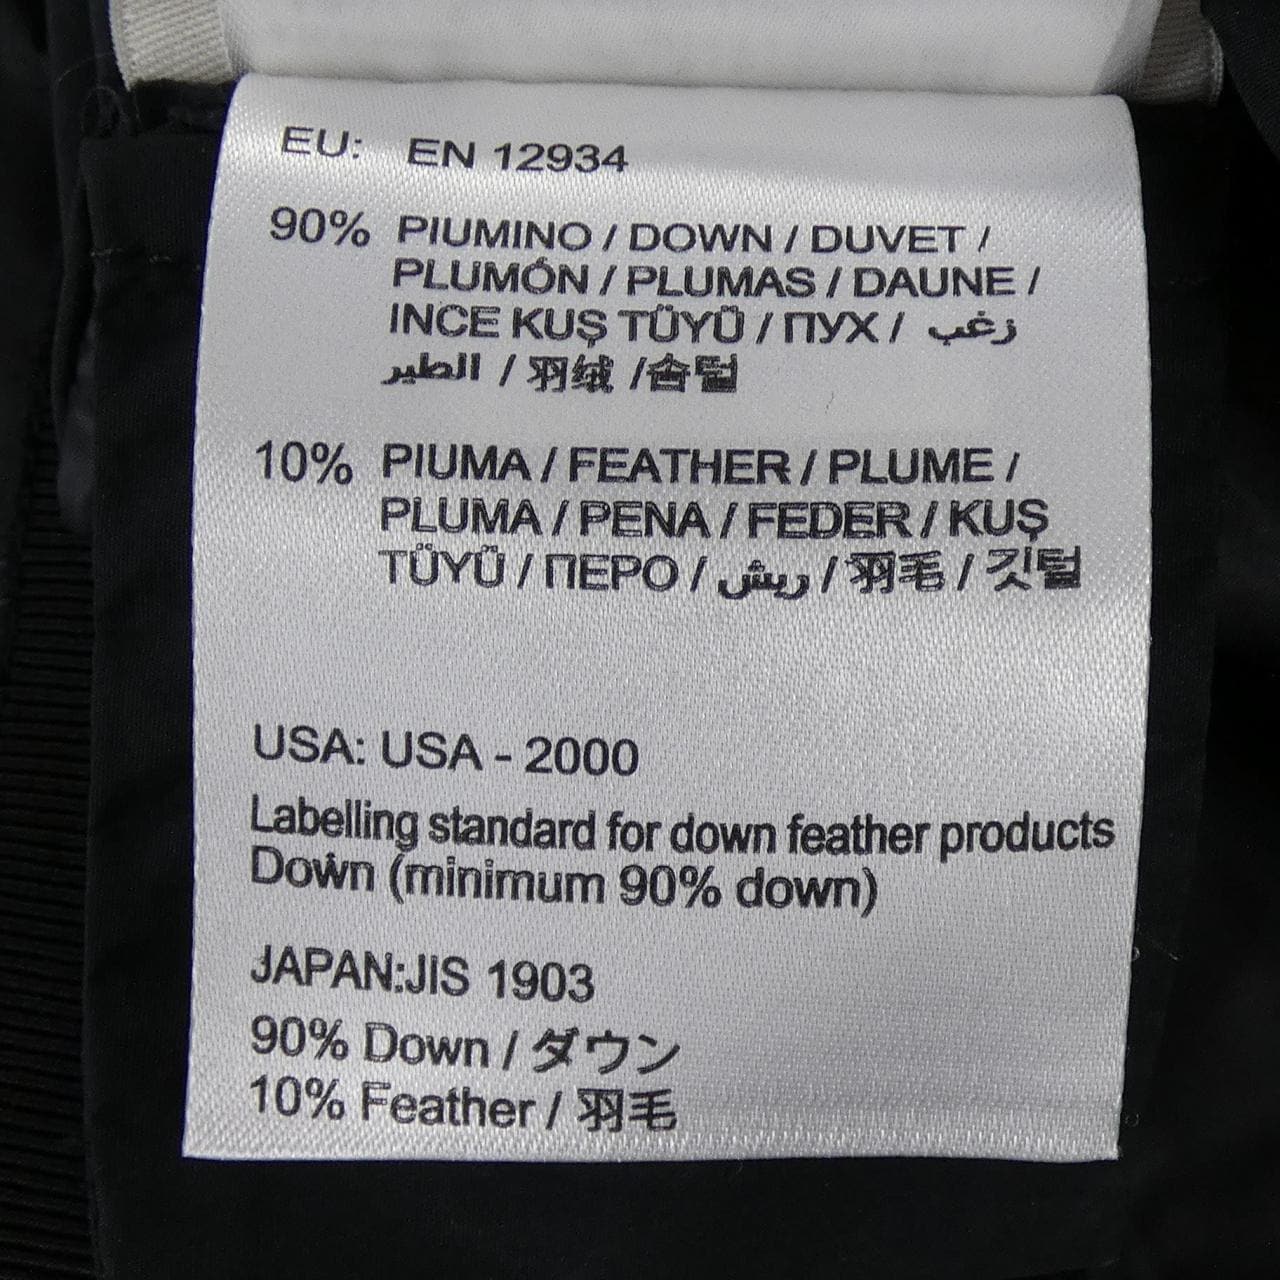 EU: EN 12934
90% PIUMINO / DOWN / DUVET /
PLUMÓN / PLUMAS / DAUNE /
INCE KUŞ TÜYÜ / ПУХ / زغب
الطير / 羽绒 /솜털
10% PIUMA / FEATHER / PLUME /
PLUMA / PENA / FEDER / KUŞ
TÜYÜ / ПЕРО / ريش / 羽毛 / 깃털
USA: USA - 2000
Labelling standard for down feather products
Down (minimum 90% down)
JAPAN:JIS 1903
90% Down / ダウン
10% Feather / 羽毛